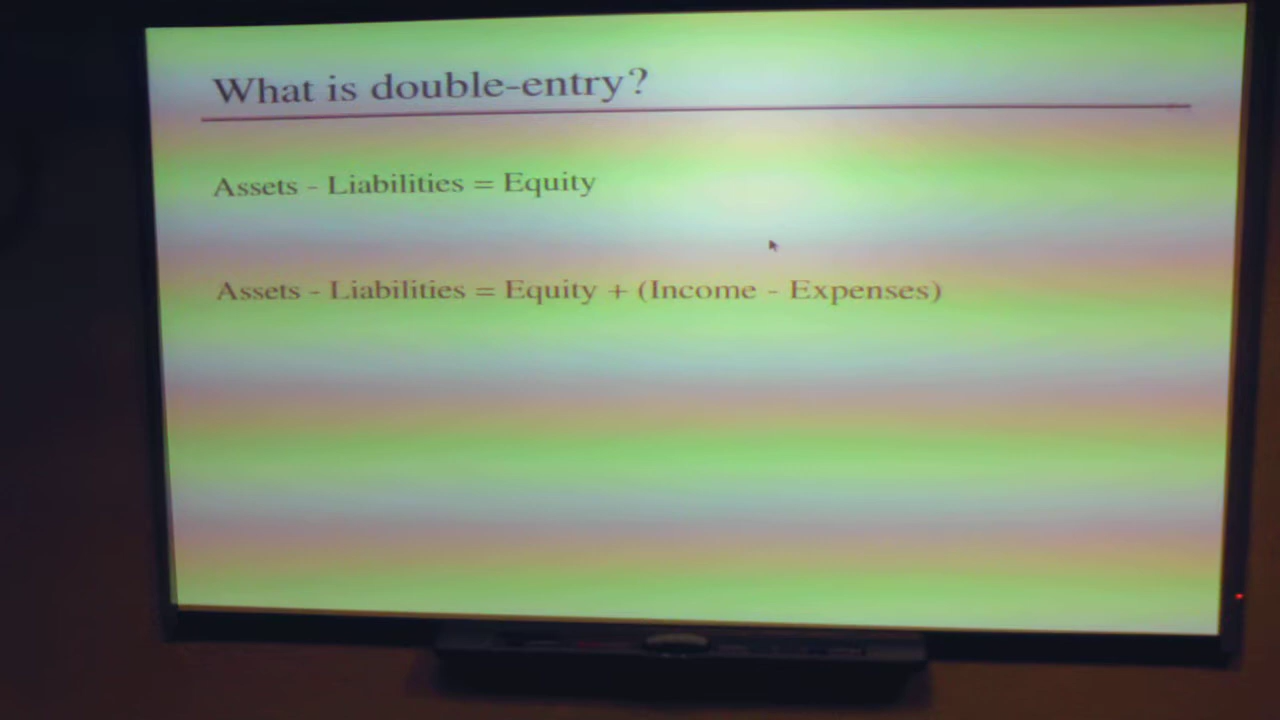 What is double-entry?
Assets - Liabilities = Equity
Assets - Liabilities = Equity + (Income - Expenses)